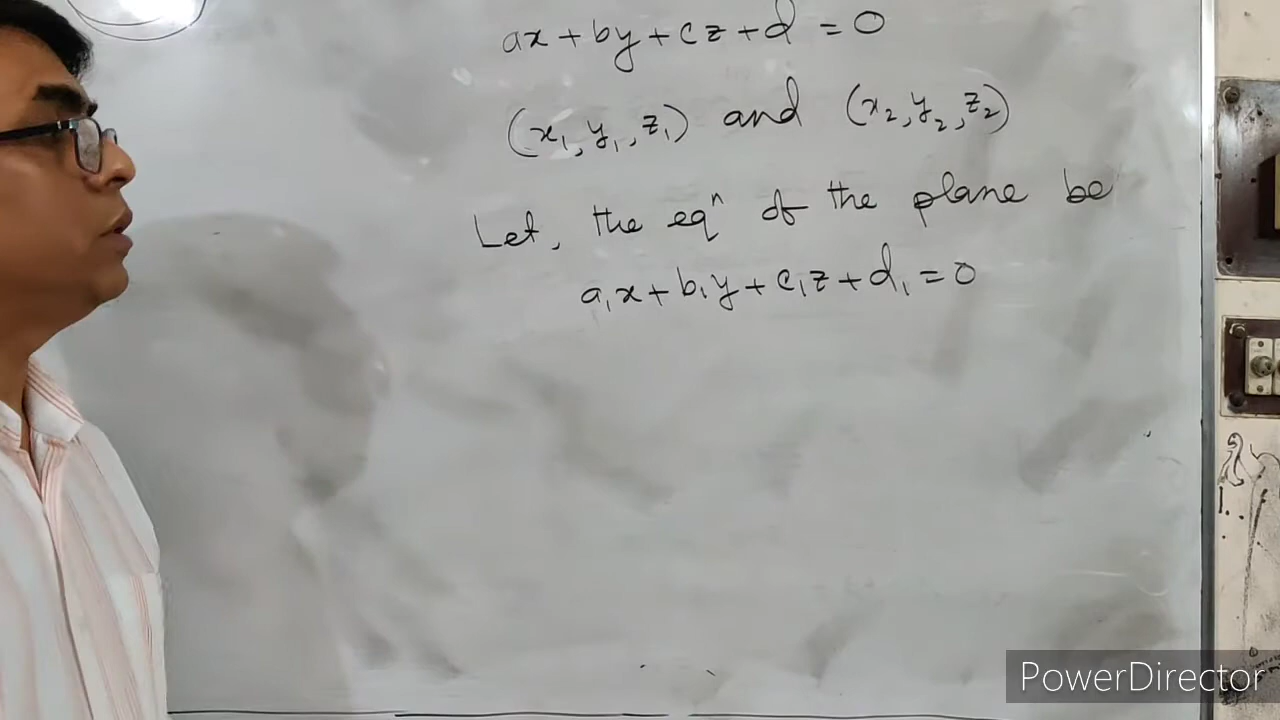 ax + by + cz + d = 0
(x₁, y₁, z₁) and (x₂, y₂, z₂)
Let, the eqⁿ of the plane be
a₁x + b₁y + c₁z + d₁ = 0
PowerDirector